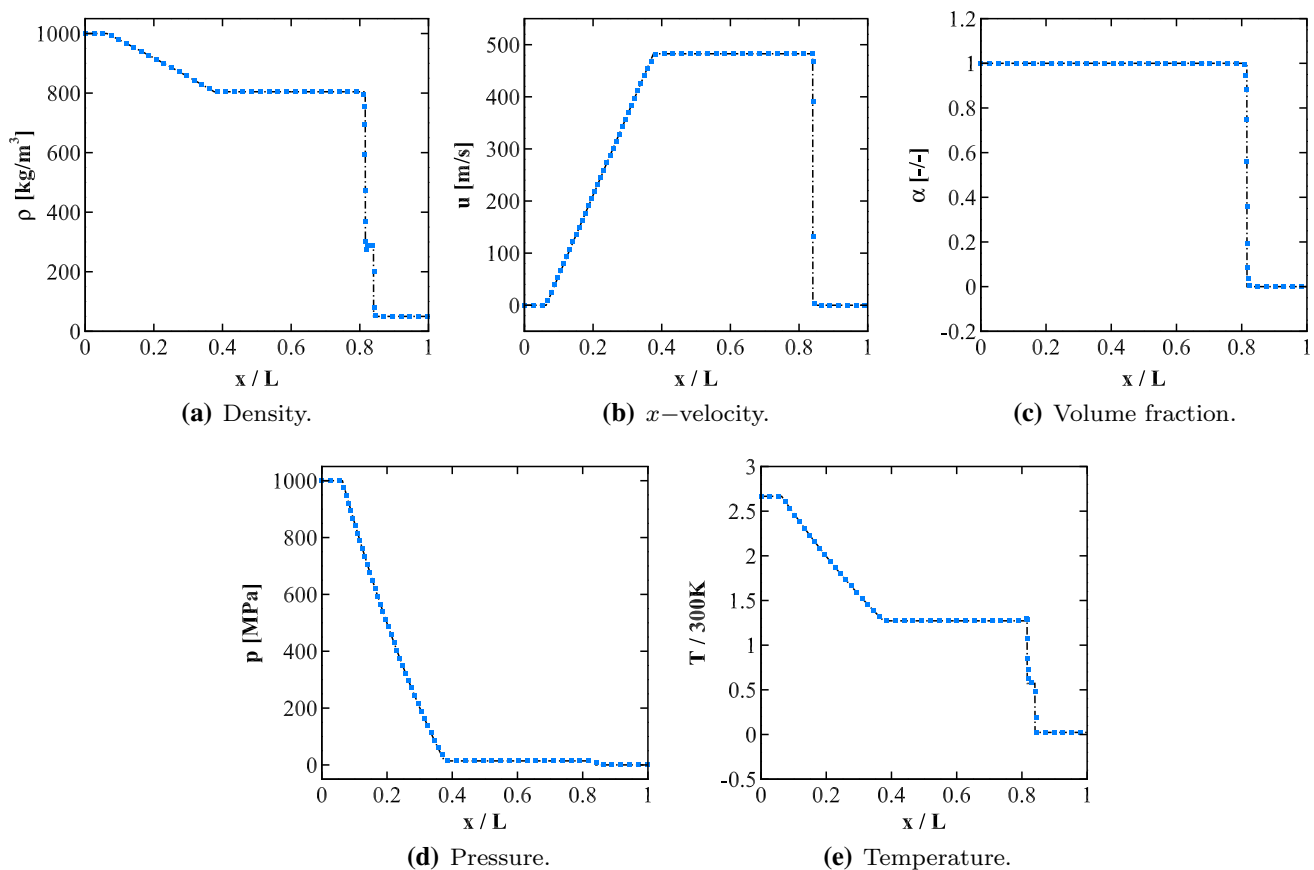 ρ [kg/m³]
1000
800
600
400
200
0
0 0.2 0.4 0.6 0.8 1
x / L
(a) Density.
u [m/s]
500
400
300
200
100
0
0 0.2 0.4 0.6 0.8 1
x / L
(b) x−velocity.
α [-/-]
1.2
1
0.8
0.6
0.4
0.2
0
-0.2
0 0.2 0.4 0.6 0.8 1
x / L
(c) Volume fraction.
p [MPa]
1000
800
600
400
200
0
0 0.2 0.4 0.6 0.8 1
x / L
(d) Pressure.
T / 300K
3
2.5
2
1.5
1
0.5
0
-0.5
0 0.2 0.4 0.6 0.8 1
x / L
(e) Temperature.